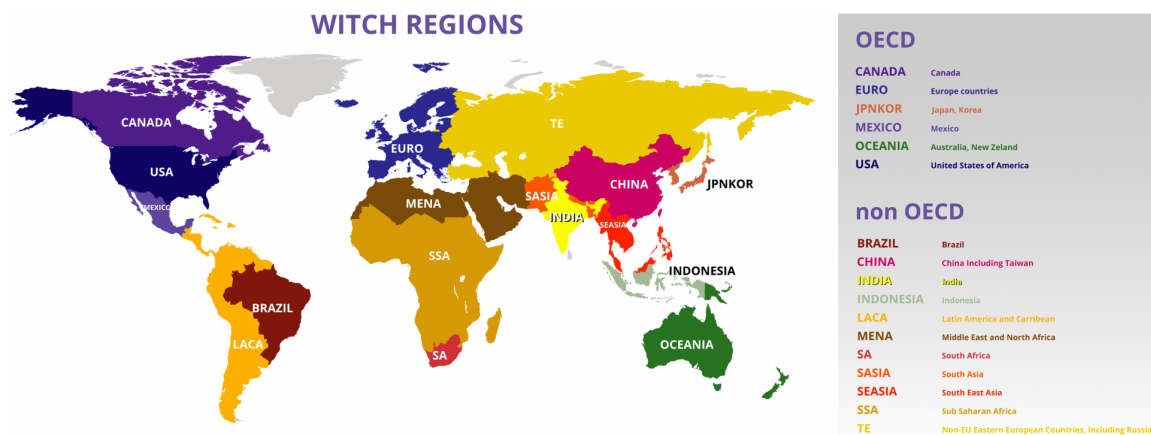 WITCH REGIONS
CANADA
USA
MEXICO
LACA
BRAZIL
EURO
TE
MENA
SSA
SA
SASIA
INDIA
CHINA
SEASIA
JPNKOR
INDONESIA
OCEANIA
OECD
CANADA Canada
EURO Europe countries
JPNKOR Japan, Korea
MEXICO Mexico
OCEANIA Australia, New Zeland
USA United States of America
non OECD
BRAZIL Brazil
CHINA China Including Taiwan
INDIA India
INDONESIA Indonesia
LACA Latin America and Carribean
MENA Middle East and North Africa
SA South Africa
SASIA South Asia
SEASIA South East Asia
SSA Sub Saharan Africa
TE Non-EU Eastern European Countries, Including Russia